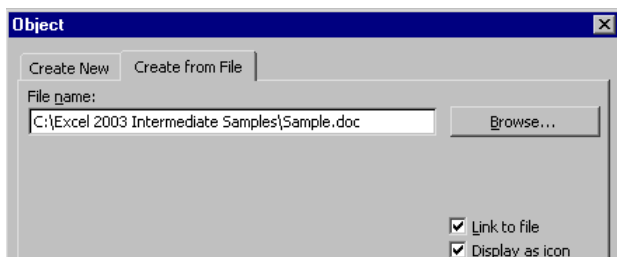 Object
Create New Create from File
File name:
C:\Excel 2003 Intermediate Samples\Sample.doc Browse...
Link to file
Display as icon